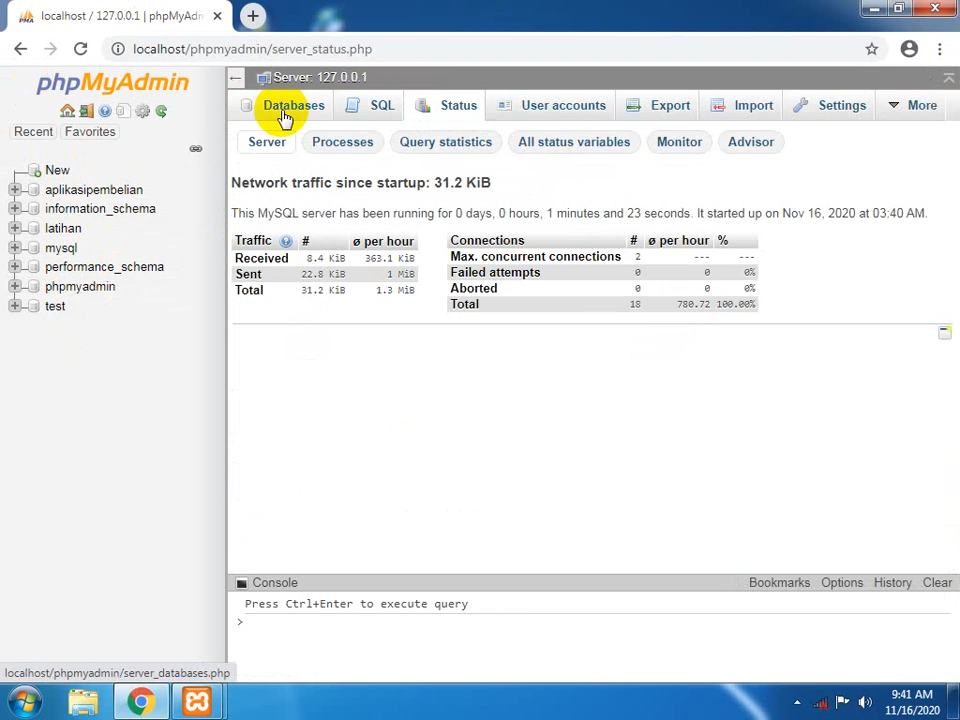 localhost / 127.0.0.1 | phpMyAdm
localhost/phpmyadmin/server_status.php
phpMyAdmin
Recent
Favorites
New
aplikasipembelian
information_schema
latihan
mysql
performance_schema
phpmyadmin
test
Server: 127.0.0.1
Databases
SQL
Status
User accounts
Export
Import
Settings
More
Server
Processes
Query statistics
All status variables
Monitor
Advisor
Network traffic since startup: 31.2 KiB
This MySQL server has been running for 0 days, 0 hours, 1 minutes and 23 seconds. It started up on Nov 16, 2020 at 03:40 AM.
Traffic # ø per hour
Received 8.4 KiB 363.1 KiB
Sent 22.8 KiB 1 MiB
Total 31.2 KiB 1.3 MiB
Connections # ø per hour %
Max. concurrent connections 2 --- ---
Failed attempts 0 0 0%
Aborted 0 0 0%
Total 18 780.72 100.00%
Console
Bookmarks Options History Clear
Press Ctrl+Enter to execute query
>
localhost/phpmyadmin/server_databases.php
9:41 AM
11/16/2020